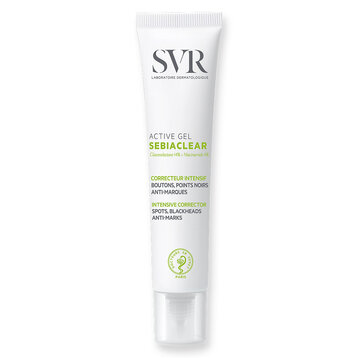 SVR
LABORATOIRE DERMATOLOGIQUE
ACTIVE GEL
SEBIACLEAR
CORRECTEUR INTENSIF
BOUTONS, POINTS NOIRS
ANTI-MARQUES
INTENSIVE CORRECTOR
SPOTS, BLACKHEADS
ANTI-MARKS
PARIS